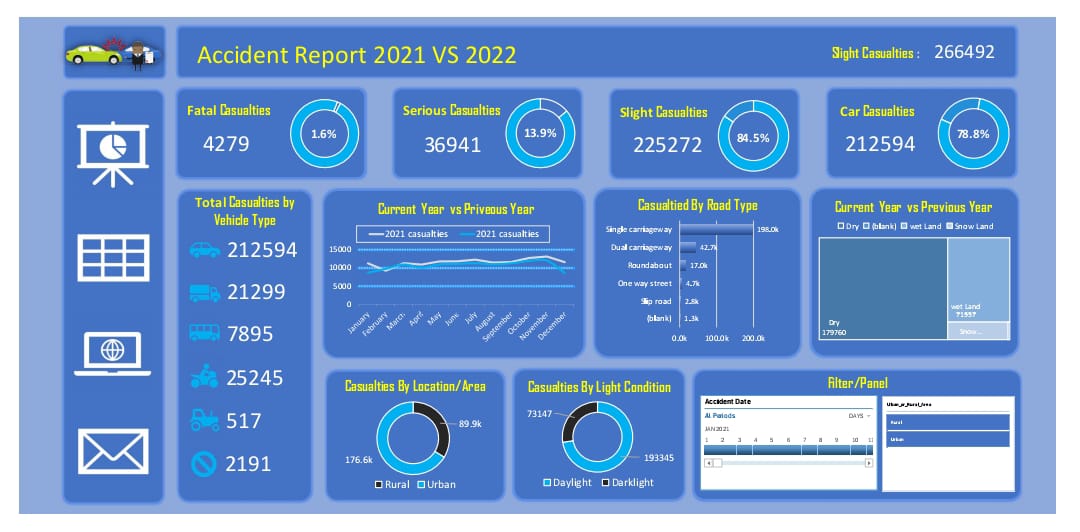 Accident Report 2021 VS 2022
Slight Casualties :
266492
Fatal Casualties
4279
1.6%
Serious Casualties
36941
13.9%
Slight Casualties
225272
84.5%
Car Casualties
212594
78.8%
Total Casualties by
Vehicle Type
212594
21299
7895
25245
517
2191
Current Year vs Priveous Year
2021 casualties
2021 casualties
15000
10000
5000
0
January
February
March
April
May
June
July
August
September
October
November
December
Casualtied By Road Type
Single carriageway
198.0k
Dual carriageway
42.7k
Roundabout
17.0k
One way street
4.7k
Slip road
2.8k
(blank)
1.3k
0.0k 100.0k 200.0k
Current Year vs Previous Year
Dry (blank) wet Land Snow Land
Dry
179760
wet Land
71557
Snow...
Casualties By Location/Area
89.9k
176.6k
Rural Urban
Casualties By Light Condition
73147
193345
Daylight Darklight
Filter/Panel
Accident Date
All Periods
DAYS
JAN 2021
1 2 3 4 5 6 7 8 9 10 11
Urban_or_Rural_Area
Rural
Urban